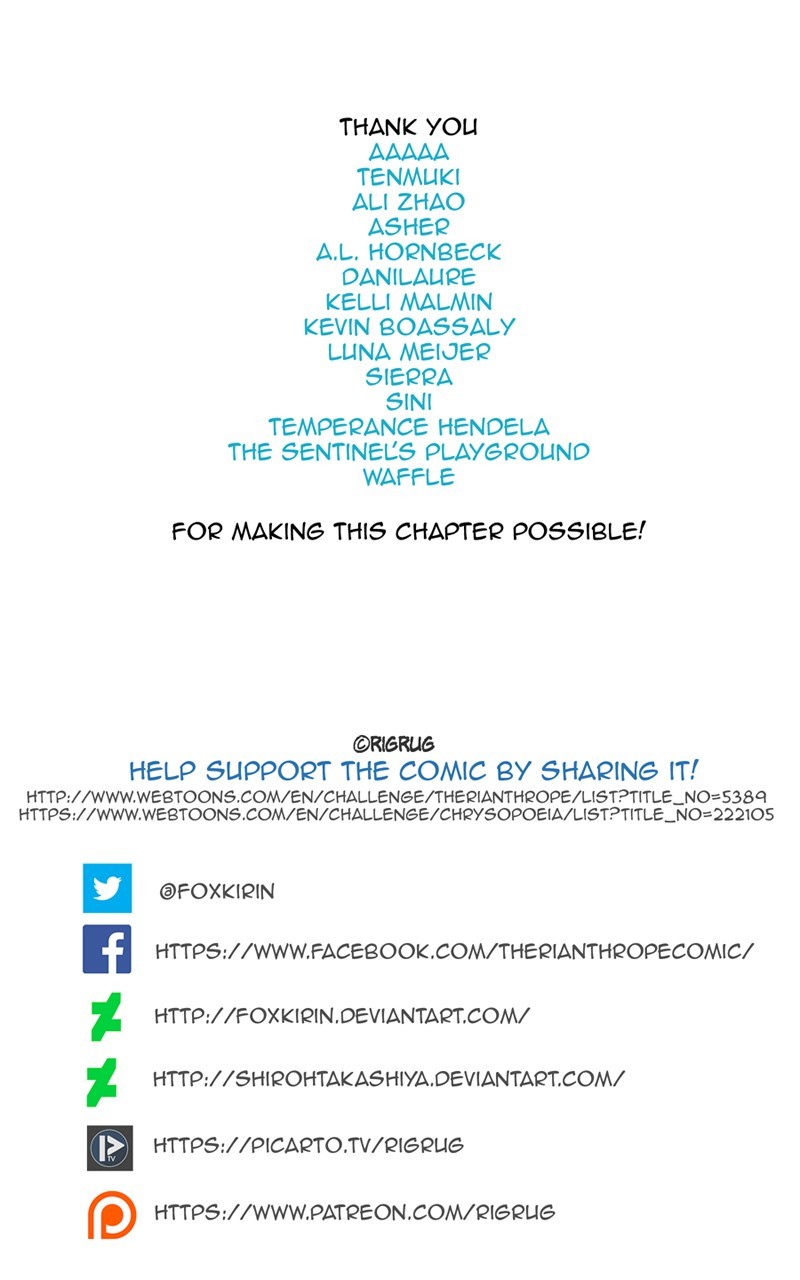 THANK YOU
AAAAA
TENMUKI
ALI ZHAO
ASHER
A.L. HORNBECK
DANILAURE
KELLI MALMIN
KEVIN BOASSALY
LUNA MEIJER
SIERRA
SINI
TEMPERANCE HENDELA
THE SENTINEL'S PLAYGROUND
WAFFLE
FOR MAKING THIS CHAPTER POSSIBLE!
©RIGRUG
HELP SUPPORT THE COMIC BY SHARING IT!
HTTP://WWW.WEBTOONS.COM/EN/CHALLENGE/THERIANTHROPE/LIST?TITLE_NO=5389
HTTPS://WWW.WEBTOONS.COM/EN/CHALLENGE/CHRYSOPOEIA/LIST?TITLE_NO=222105
@FOXKIRIN
HTTPS://WWW.FACEBOOK.COM/THERIANTHROPECOMIC/
HTTP://FOXKIRIN.DEVIANTART.COM/
HTTP://SHIROHTAKASHIYA.DEVIANTART.COM/
TV
HTTPS://PICARTO.TV/RIGRUG
HTTPS://WWW.PATREON.COM/RIGRUG